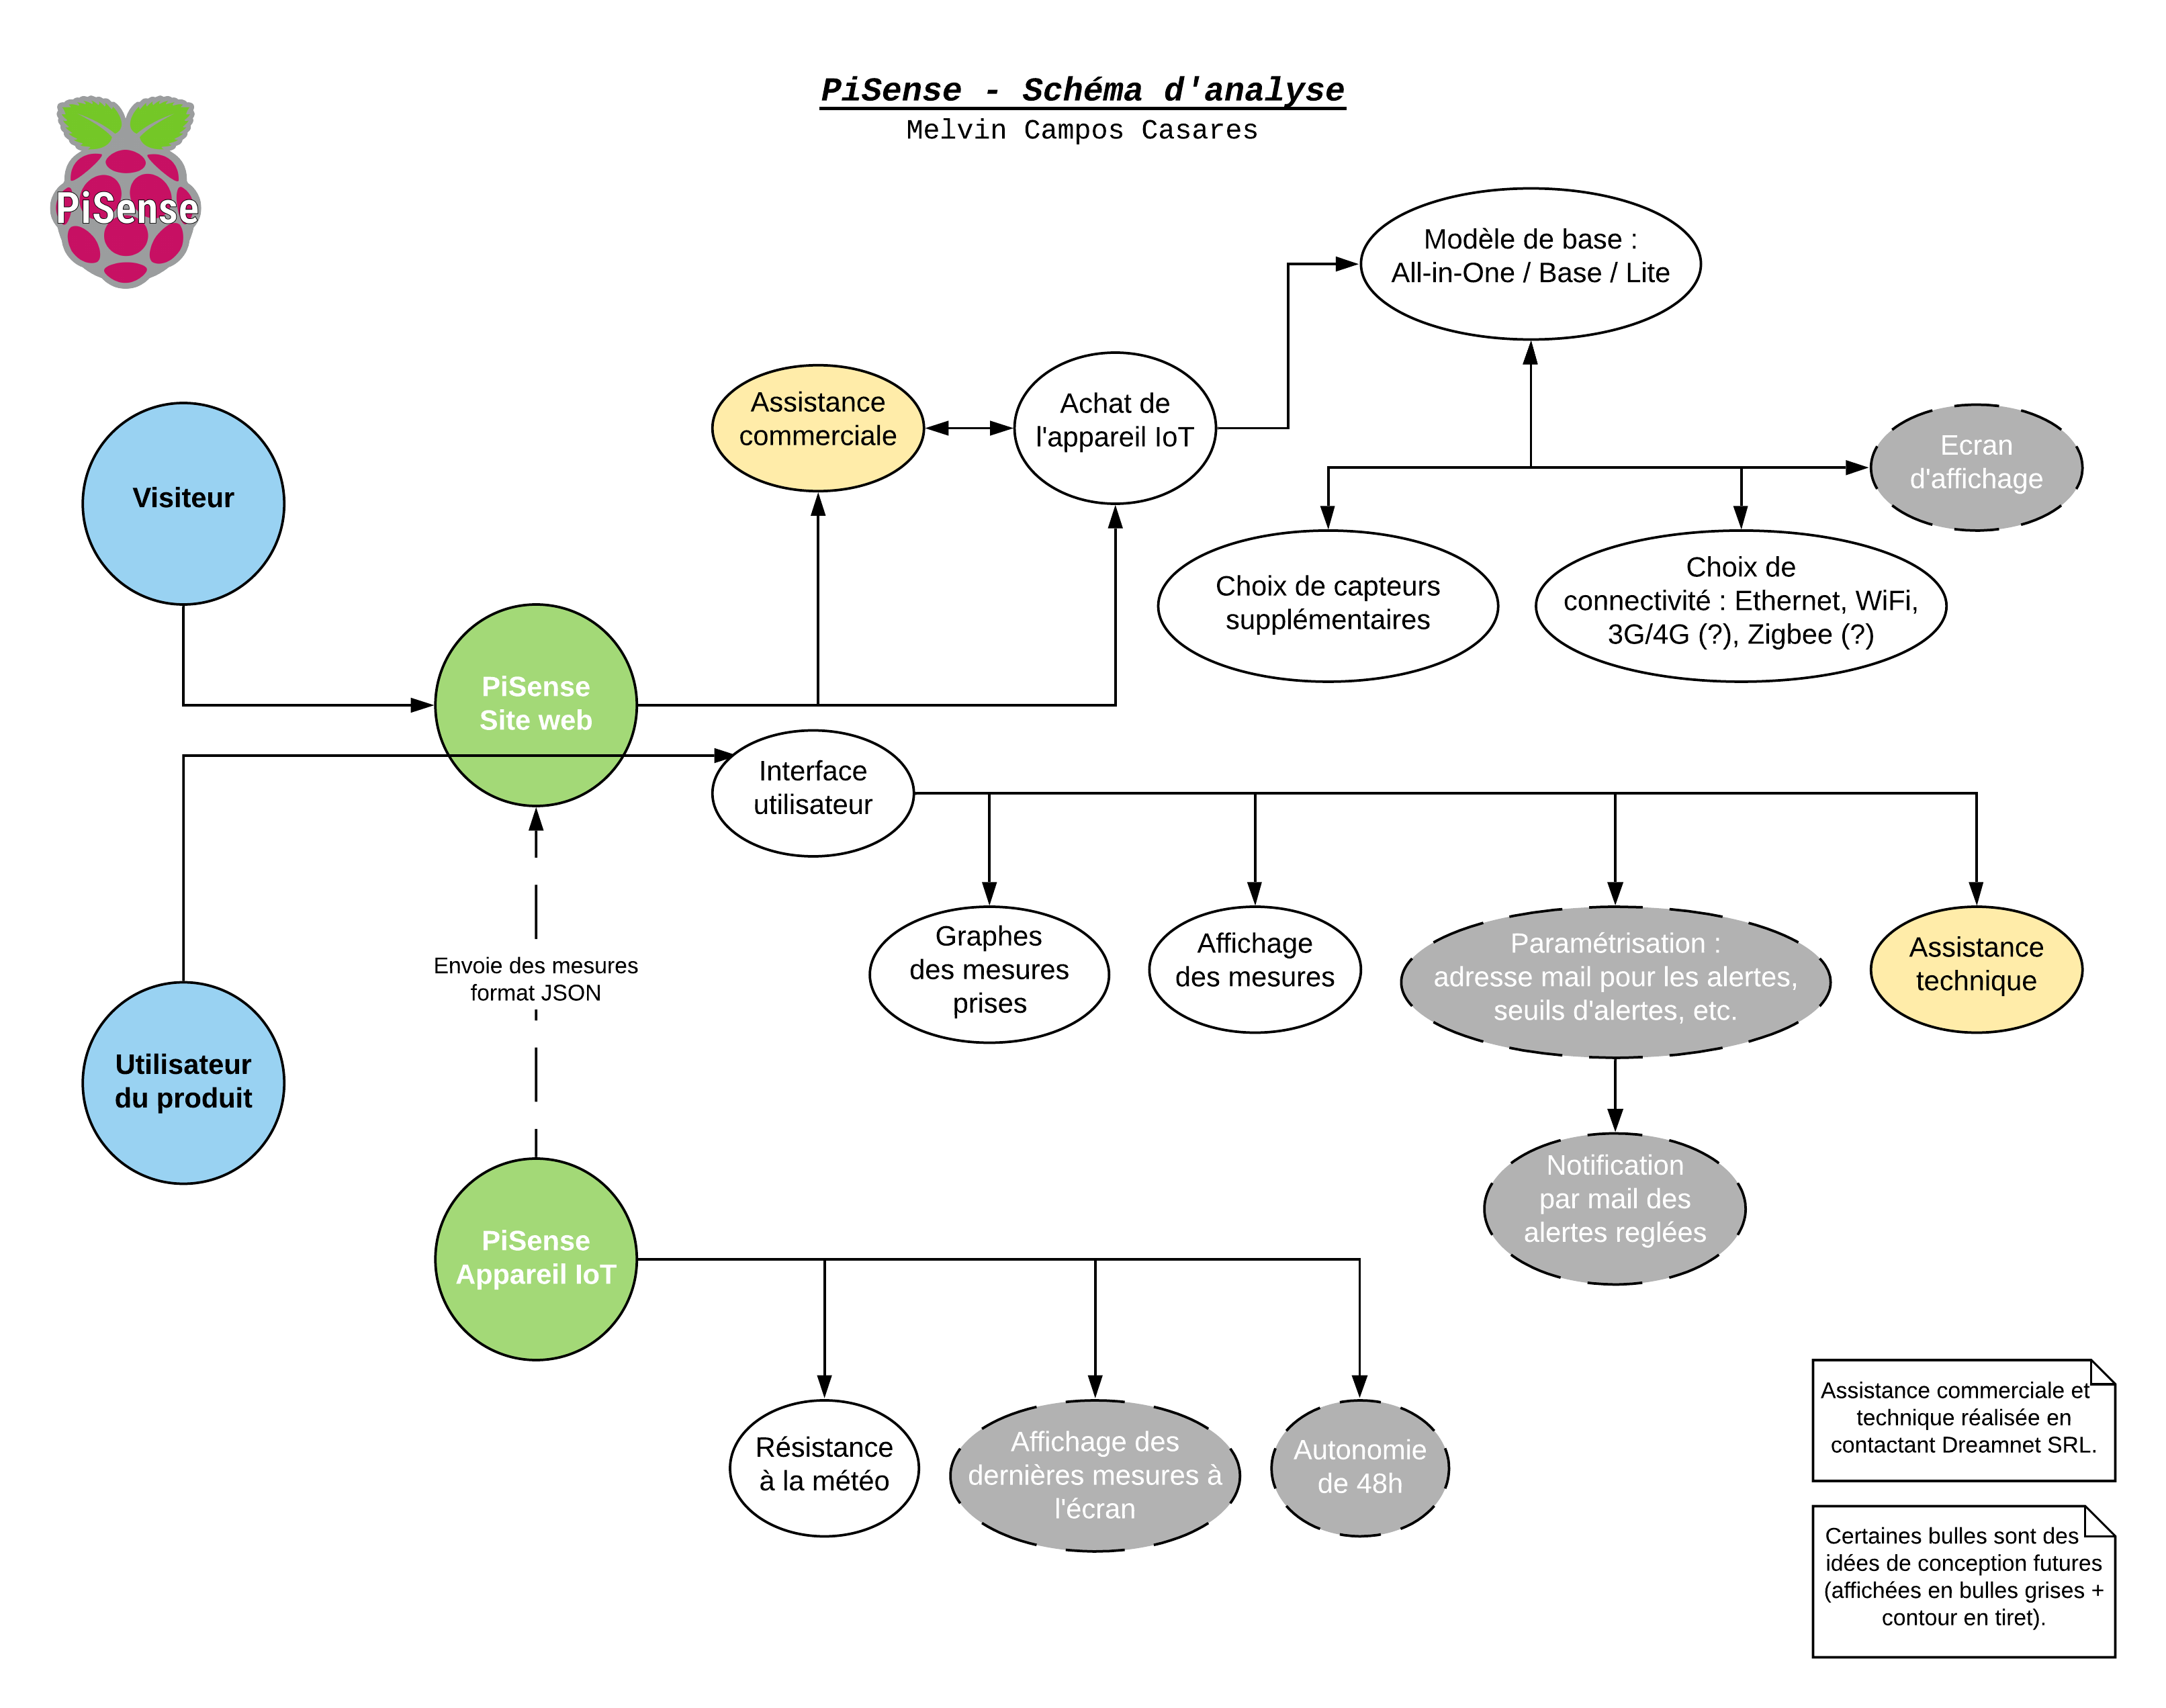 PiSense - Schéma d'analyse
Melvin Campos Casares
PiSense
Modèle de base :
All-in-One / Base / Lite
Assistance
commerciale
Achat de
l'appareil IoT
Ecran
d'affichage
Visiteur
Choix de capteurs
supplémentaires
Choix de
connectivité : Ethernet, WiFi,
3G/4G (?), Zigbee (?)
PiSense
Site web
Interface
utilisateur
Envoie des mesures
format JSON
Graphes
des mesures
prises
Affichage
des mesures
Paramétrisation :
adresse mail pour les alertes,
seuils d'alertes, etc.
Assistance
technique
Utilisateur
du produit
Notification
par mail des
alertes reglées
PiSense
Appareil IoT
Résistance
à la météo
Affichage des
dernières mesures à
l'écran
Autonomie
de 48h
Assistance commerciale et
technique réalisée en
contactant Dreamnet SRL.
Certaines bulles sont des
idées de conception futures
(affichées en bulles grises +
contour en tiret).